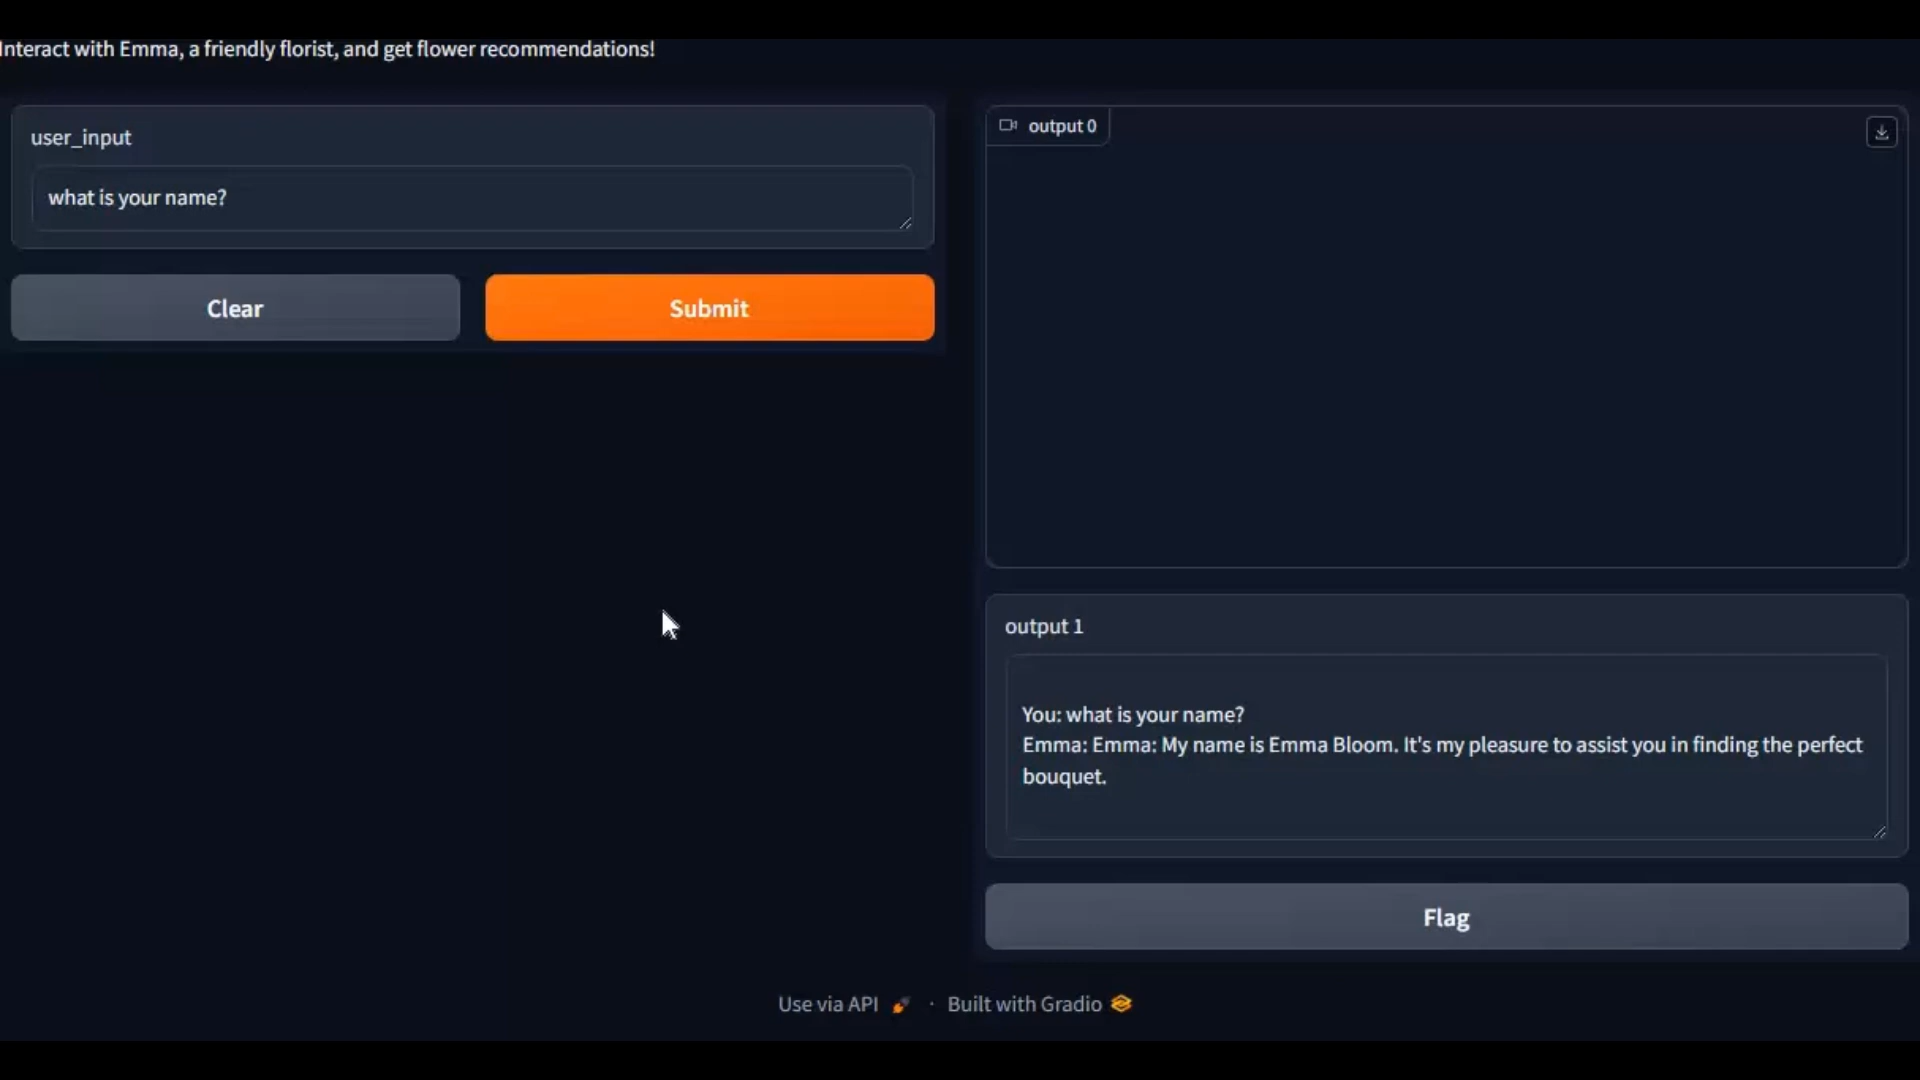 Interact with Emma, a friendly florist, and get flower recommendations!
user_input
what is your name?
Clear
Submit
output 0
output 1
You: what is your name?
Emma: Emma: My name is Emma Bloom. It's my pleasure to assist you in finding the perfect
bouquet.
Flag
Use via API · Built with Gradio